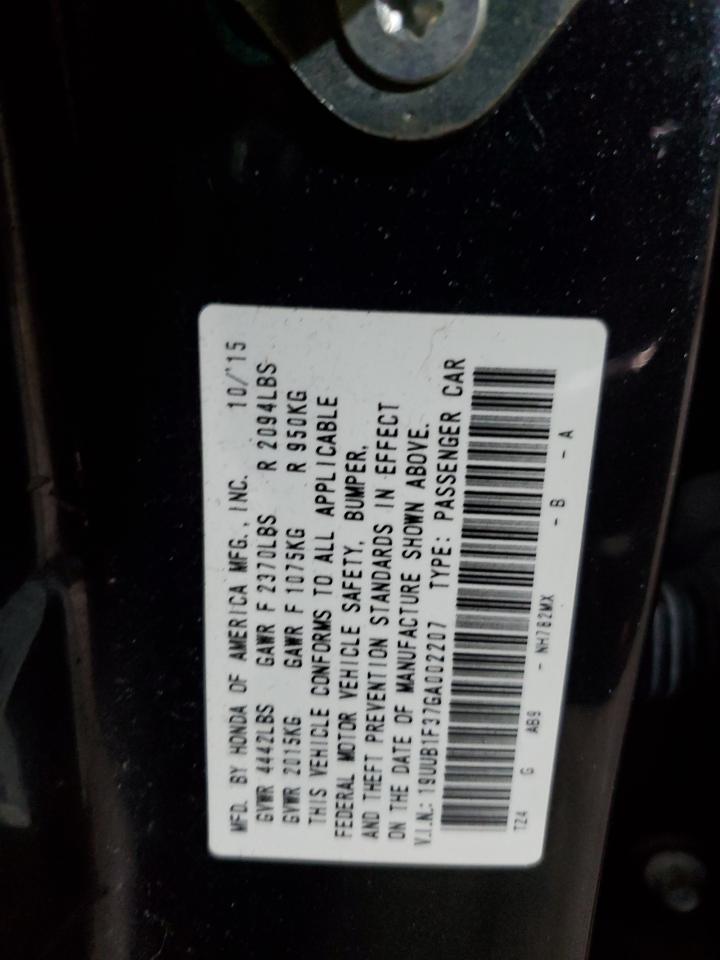 MFD. BY HONDA OF AMERICA MFG., INC. 10/'15
GVWR 4442LBS GAWR F 2370LBS R 2094LBS
GVWR 2015KG GAWR F 1075KG R 950KG
THIS VEHICLE CONFORMS TO ALL APPLICABLE
FEDERAL MOTOR VEHICLE SAFETY, BUMPER,
AND THEFT PREVENTION STANDARDS IN EFFECT
ON THE DATE OF MANUFACTURE SHOWN ABOVE.
V.I.N.: 19UUB1F37GA002207 TYPE: PASSENGER CAR
TZ4 G AB9 - NH782MX - B - A